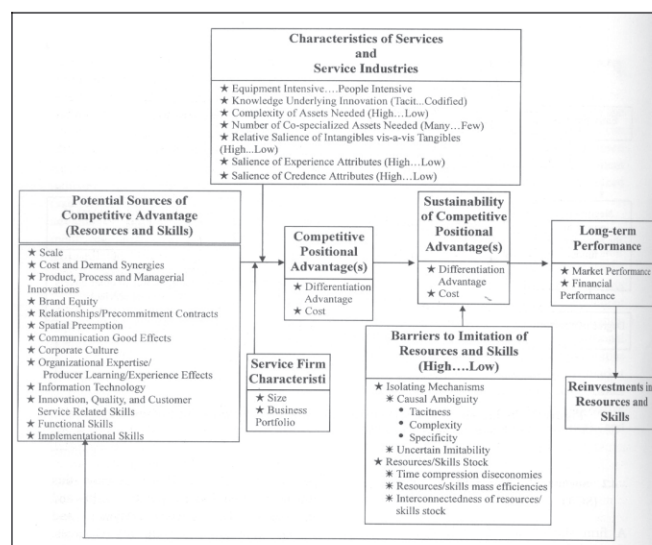 Characteristics of Services
and
Service Industries
★ Equipment Intensive….People Intensive
★ Knowledge Underlying Innovation (Tacit...Codified)
★ Complexity of Assets Needed (High…Low)
★ Number of Co-specialized Assets Needed (Many…Few)
★ Relative Salience of Intangibles vis-a-vis Tangibles
(High...Low)
★ Salience of Experience Attributes (High…Low)
★ Salience of Credence Attributes (High…Low)
Potential Sources of
Competitive Advantage
(Resources and Skills)
★ Scale
★ Cost and Demand Synergies
★ Product, Process and Managerial
Innovations
★ Brand Equity
★ Relationships/Precommitment Contracts
★ Spatial Preemption
★ Communication Good Effects
★ Corporate Culture
★ Organizational Expertise/
Producer Learning/Experience Effects
★ Information Technology
★ Innovation, Quality, and Customer
Service Related Skills
★ Functional Skills
★ Implementational Skills
Competitive
Positional
Advantage(s)
★ Differentiation
Advantage
★ Cost
Service Firm
Characteristi
★ Size
★ Business
Portfolio
Sustainability
of Competitive
Positional
Advantage(s)
★ Differentiation
Advantage
★ Cost
Long-term
Performance
★ Market Performance
★ Financial
Performance
Barriers to Imitation of
Resources and Skills
(High….Low)
★ Isolating Mechanisms
✷ Causal Ambiguity
• Tacitness
• Complexity
• Specificity
✷ Uncertain Imitability
★ Resources/Skills Stock
✷ Time compression diseconomies
✷ Resources/skills mass efficiencies
✷ Interconnectedness of resources/
skills stock
Reinvestments in
Resources and
Skills